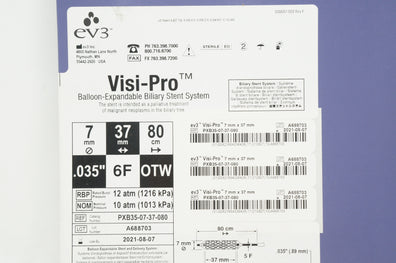 ev3™
ev3 Inc.
4600 Nathan Lane North
Plymouth, MN
55442-2920 USA
PH 763.398.7000
800.716.6700
FAX 763.398.7200
STERILE EO
2
Visi-Pro™
Balloon-Expandable Biliary Stent System
The stent is intended as a palliative treatment
of malignant neoplasms in the biliary tree.
7 37 80
mm mm cm
.035" 6F OTW
RBP 12 atm (1216 kPa)
NOM 10 atm (1013 kPa)
REF PXB35-07-37-080
LOT A688703
2021-08-07
Balloon-Expandable Stent and Delivery System
ev3™ Visi-Pro™ 7 mm x 37 mm
PXB35-07-37-080
A688703
2021-08-07
ev3™ Visi-Pro™ 7 mm x 37 mm
PXB35-07-37-080
A688703
2021-08-07
ev3™ Visi-Pro™ 7 mm x 37 mm
PXB35-07-37-080
A688703
2021-08-07
80 cm
7 mm
37 mm
5 F
.035" (.89 mm)